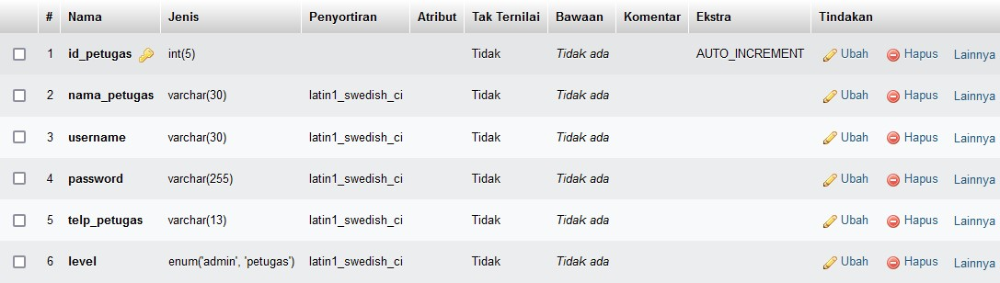 # Nama Jenis Penyortiran Atribut Tak Ternilai Bawaan Komentar Ekstra Tindakan
1 id_petugas int(5) Tidak Tidak ada AUTO_INCREMENT Ubah Hapus Lainnya
2 nama_petugas varchar(30) latin1_swedish_ci Tidak Tidak ada Ubah Hapus Lainnya
3 username varchar(30) latin1_swedish_ci Tidak Tidak ada Ubah Hapus Lainnya
4 password varchar(255) latin1_swedish_ci Tidak Tidak ada Ubah Hapus Lainnya
5 telp_petugas varchar(13) latin1_swedish_ci Tidak Tidak ada Ubah Hapus Lainnya
6 level enum('admin', 'petugas') latin1_swedish_ci Tidak Tidak ada Ubah Hapus Lainnya